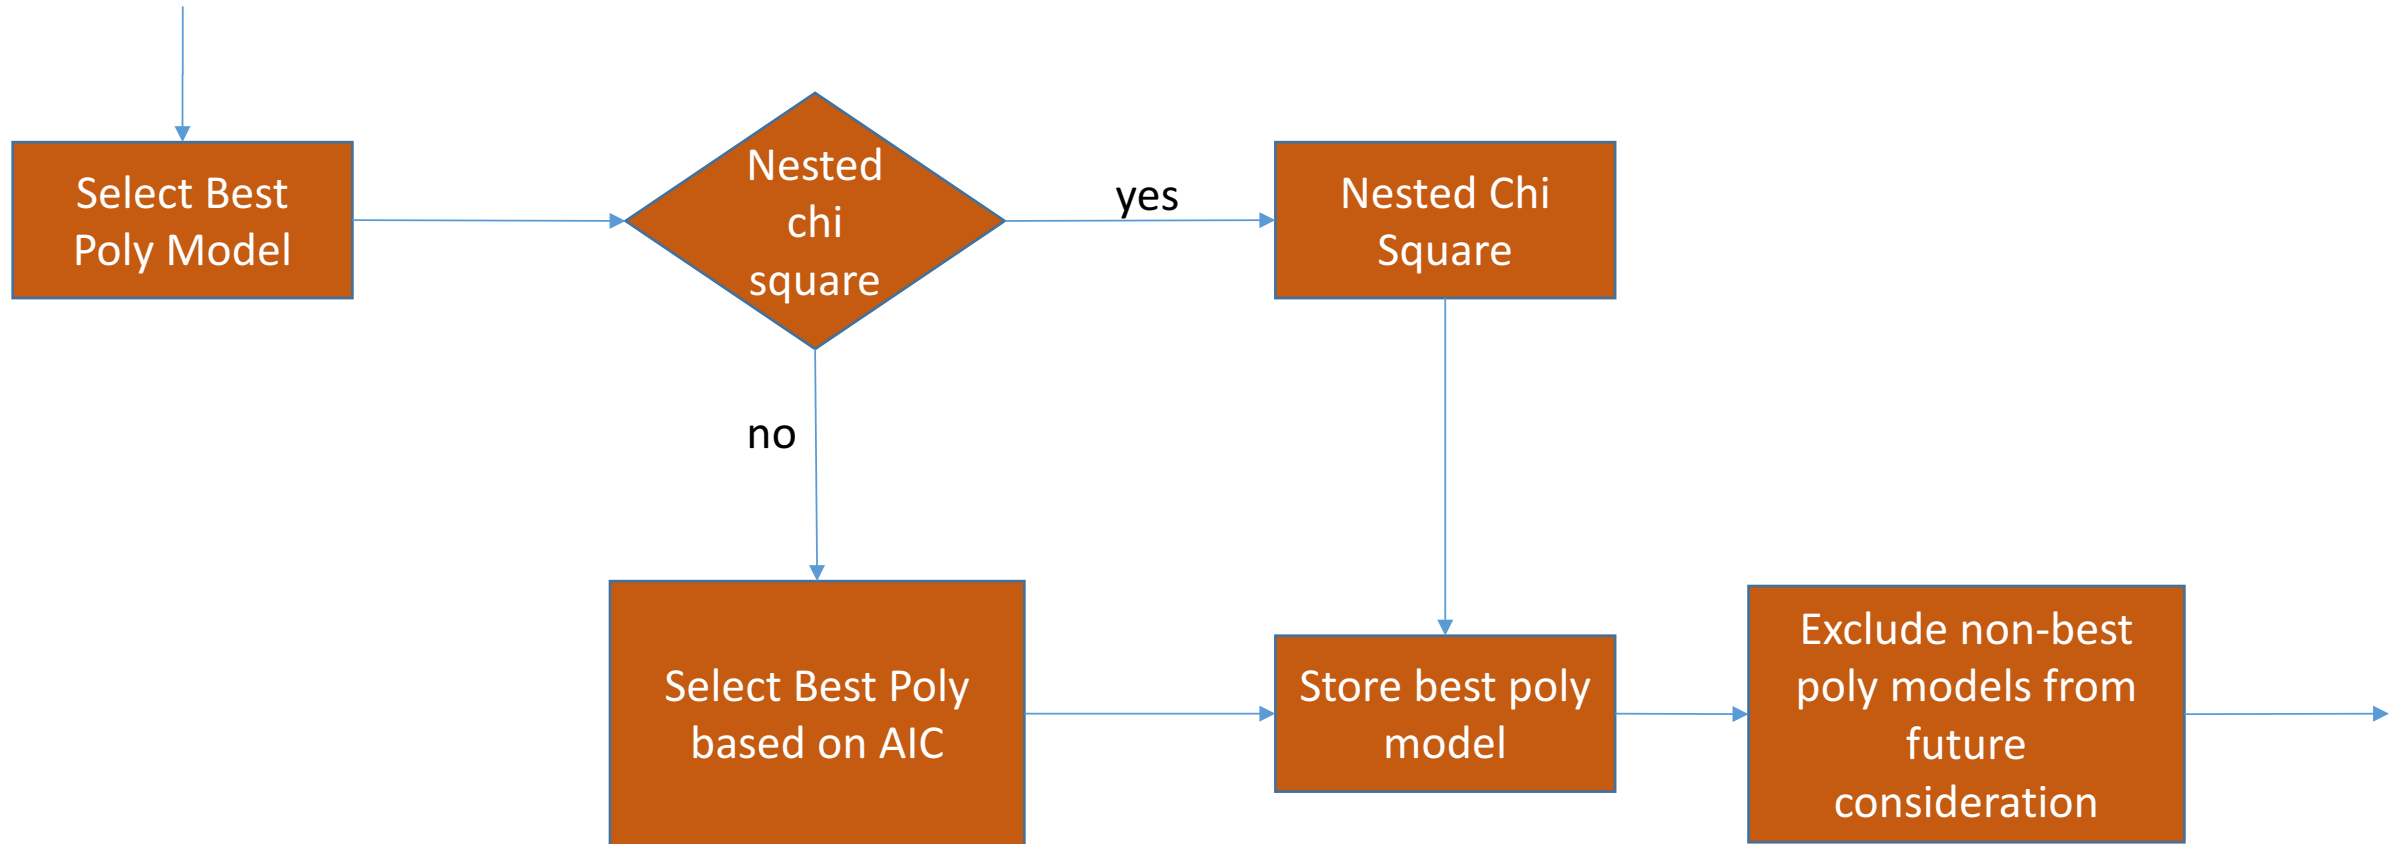 Select Best
Poly Model
Nested
chi
square
yes
Nested Chi
Square
no
Select Best Poly
based on AIC
Store best poly
model
Exclude non-best
poly models from
future
consideration